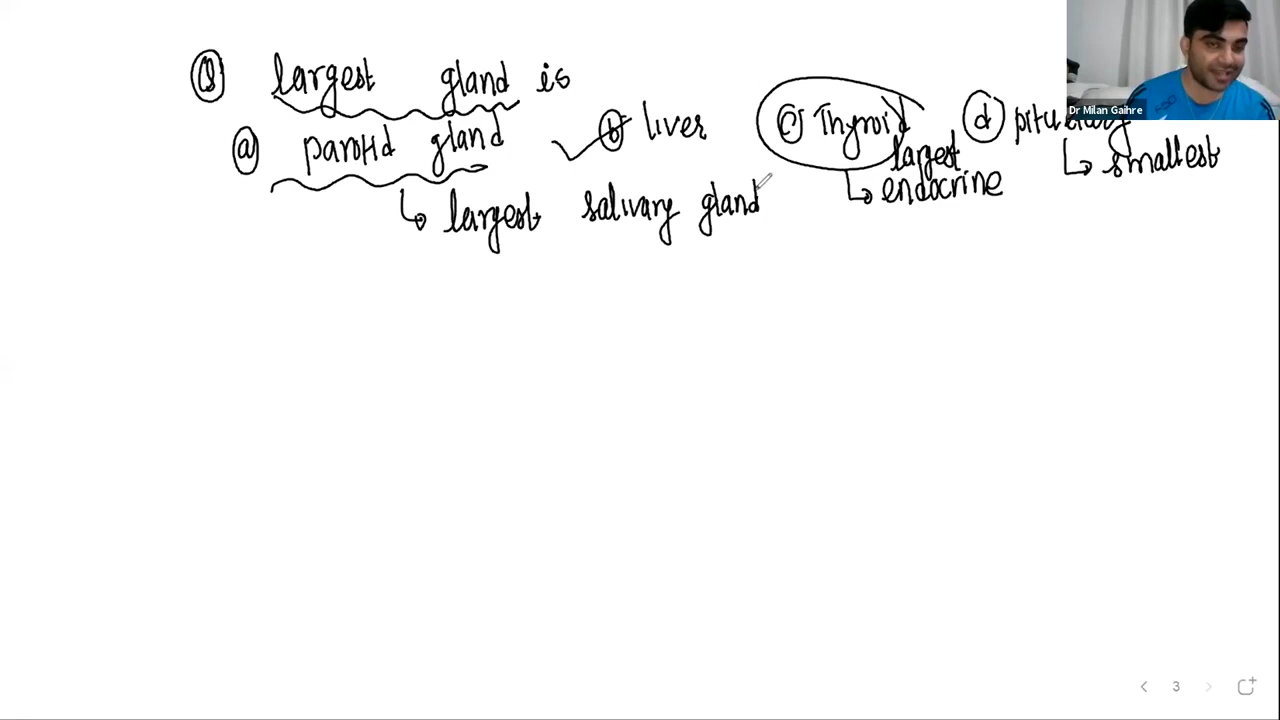 Q largest gland is
a parotid gland b liver c Thyroid d pituitary
↳ largest salivary gland ↳ largest endocrine ↳ smallest
Dr Milan Gaihre
3